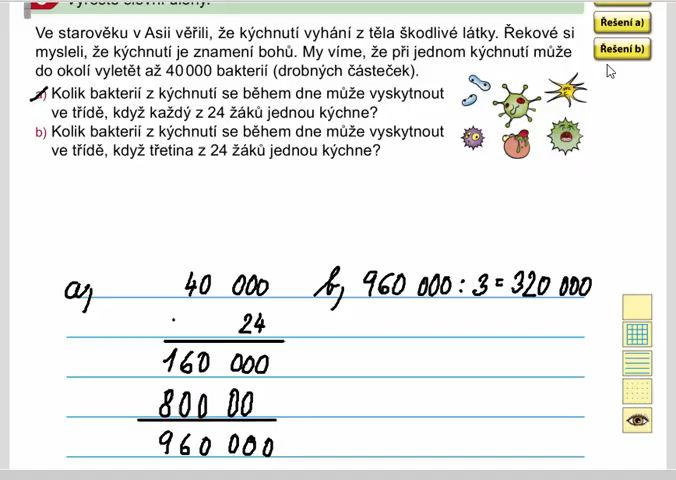 Vyřešte slovní úlohy.
Řešení a)
Ve starověku v Asii věřili, že kýchnutí vyhání z těla škodlivé látky. Řekové si
Řešení b)
mysleli, že kýchnutí je znamení bohů. My víme, že při jednom kýchnutí může
do okolí vyletět až 40 000 bakterií (drobných částeček).
a) Kolik bakterií z kýchnutí se během dne může vyskytnout
ve třídě, když každý z 24 žáků jednou kýchne?
b) Kolik bakterií z kýchnutí se během dne může vyskytnout
ve třídě, když třetina z 24 žáků jednou kýchne?
a) 40 000 b) 960 000 : 3 = 320 000
. 24
160 000
800 00
960 000